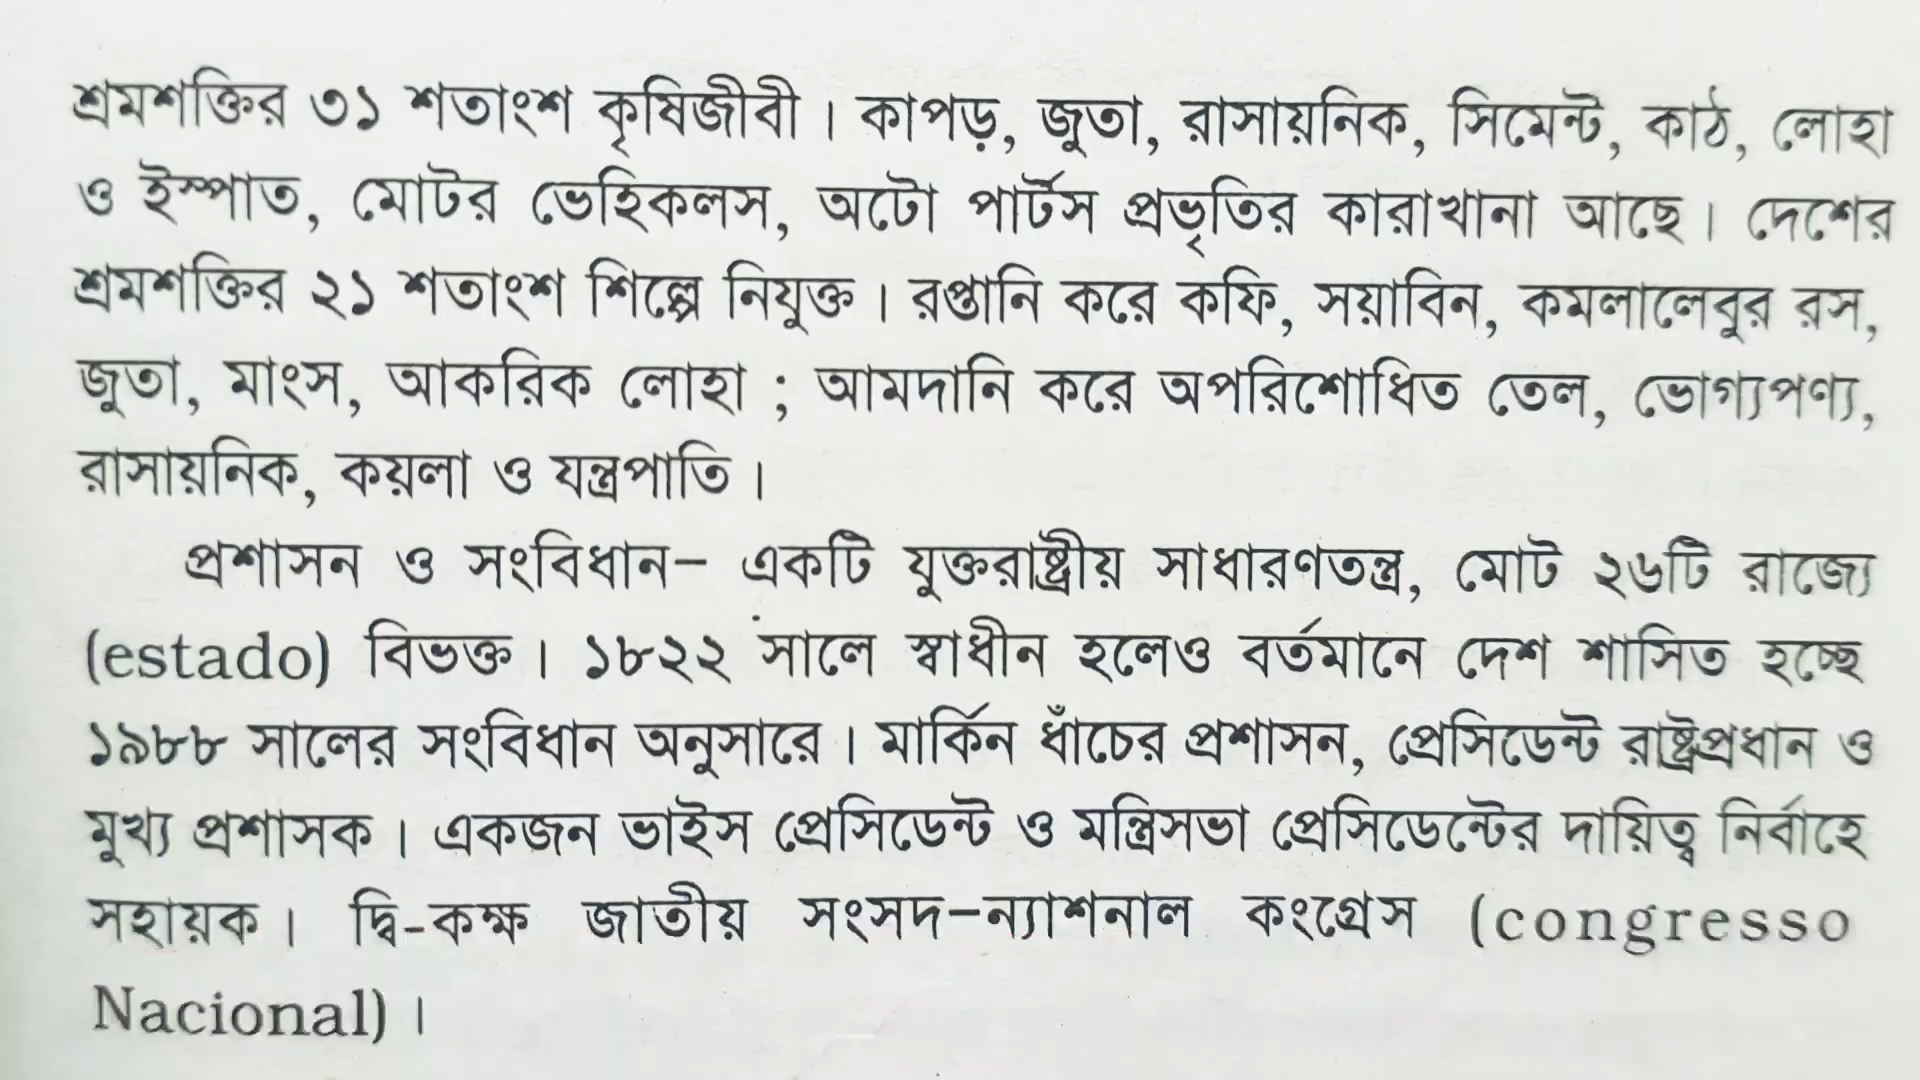 শ্রমশক্তির ৩১ শতাংশ কৃষিজীবী। কাপড়, জুতা, রাসায়নিক, সিমেন্ট, কাঠ, লোহা
ও ইস্পাত, মোটর ভেহিকলস, অটো পার্টস প্রভৃতির কারাখানা আছে। দেশের
শ্রমশক্তির ২১ শতাংশ শিল্পে নিযুক্ত। রপ্তানি করে কফি, সয়াবিন, কমলালেবুর রস,
জুতা, মাংস, আকরিক লোহা ; আমদানি করে অপরিশোধিত তেল, ভোগ্যপণ্য,
রাসায়নিক, কয়লা ও যন্ত্রপাতি।
প্রশাসন ও সংবিধান– একটি যুক্তরাষ্ট্রীয় সাধারণতন্ত্র, মোট ২৬টি রাজ্যে
(estado) বিভক্ত। ১৮২২ সালে স্বাধীন হলেও বর্তমানে দেশ শাসিত হচ্ছে
১৯৮৮ সালের সংবিধান অনুসারে। মার্কিন ধাঁচের প্রশাসন, প্রেসিডেন্ট রাষ্ট্রপ্রধান ও
মুখ্য প্রশাসক। একজন ভাইস প্রেসিডেন্ট ও মন্ত্রিসভা প্রেসিডেন্টের দায়িত্ব নির্বাহে
সহায়ক। দ্বি-কক্ষ জাতীয় সংসদ–ন্যাশনাল কংগ্রেস (congresso
Nacional)।